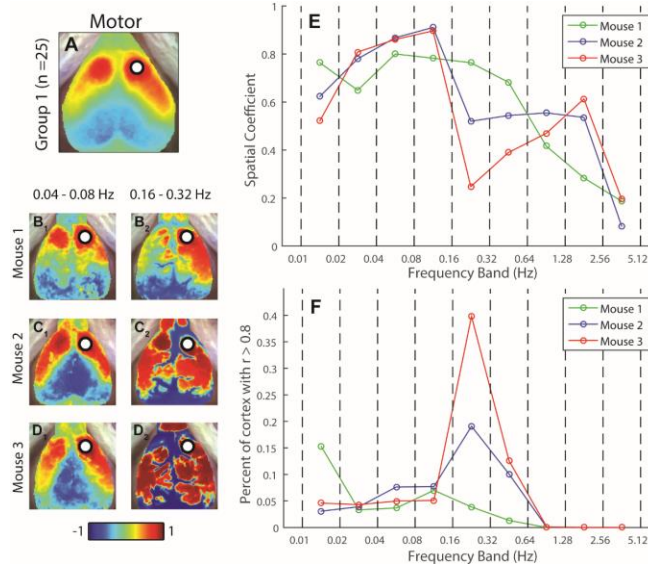 Motor
A
Group 1 (n =25)
0.04 - 0.08 Hz 0.16 - 0.32 Hz
B1 B2
Mouse 1
C1 C2
Mouse 2
D1 D2
Mouse 3
-1 1
E
Mouse 1
Mouse 2
Mouse 3
Spatial Coefficient
1
0.8
0.6
0.4
0.2
0
0.01 0.02 0.04 0.08 0.16 0.32 0.64 1.28 2.56 5.12
Frequency Band (Hz)
F
Mouse 1
Mouse 2
Mouse 3
Percent of cortex with r > 0.8
0.4
0.35
0.3
0.25
0.2
0.15
0.1
0.05
0
0.01 0.02 0.04 0.08 0.16 0.32 0.64 1.28 2.56 5.12
Frequency Band (Hz)